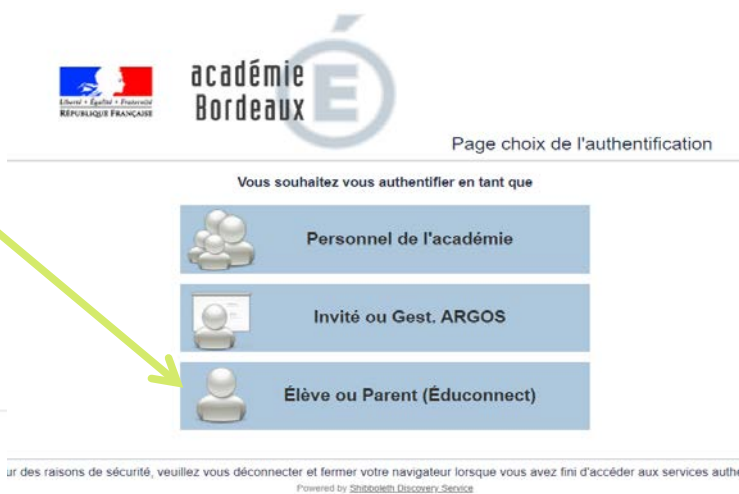 académie
Bordeaux
É
Liberté • Égalité • Fraternité
RÉPUBLIQUE FRANÇAISE
Page choix de l'authentification
Vous souhaitez vous authentifier en tant que
Personnel de l'académie
Invité ou Gest. ARGOS
Élève ou Parent (Éduconnect)
ur des raisons de sécurité, veuillez vous déconnecter et fermer votre navigateur lorsque vous avez fini d'accéder aux services authe
Powered by Shibboleth Discovery Service